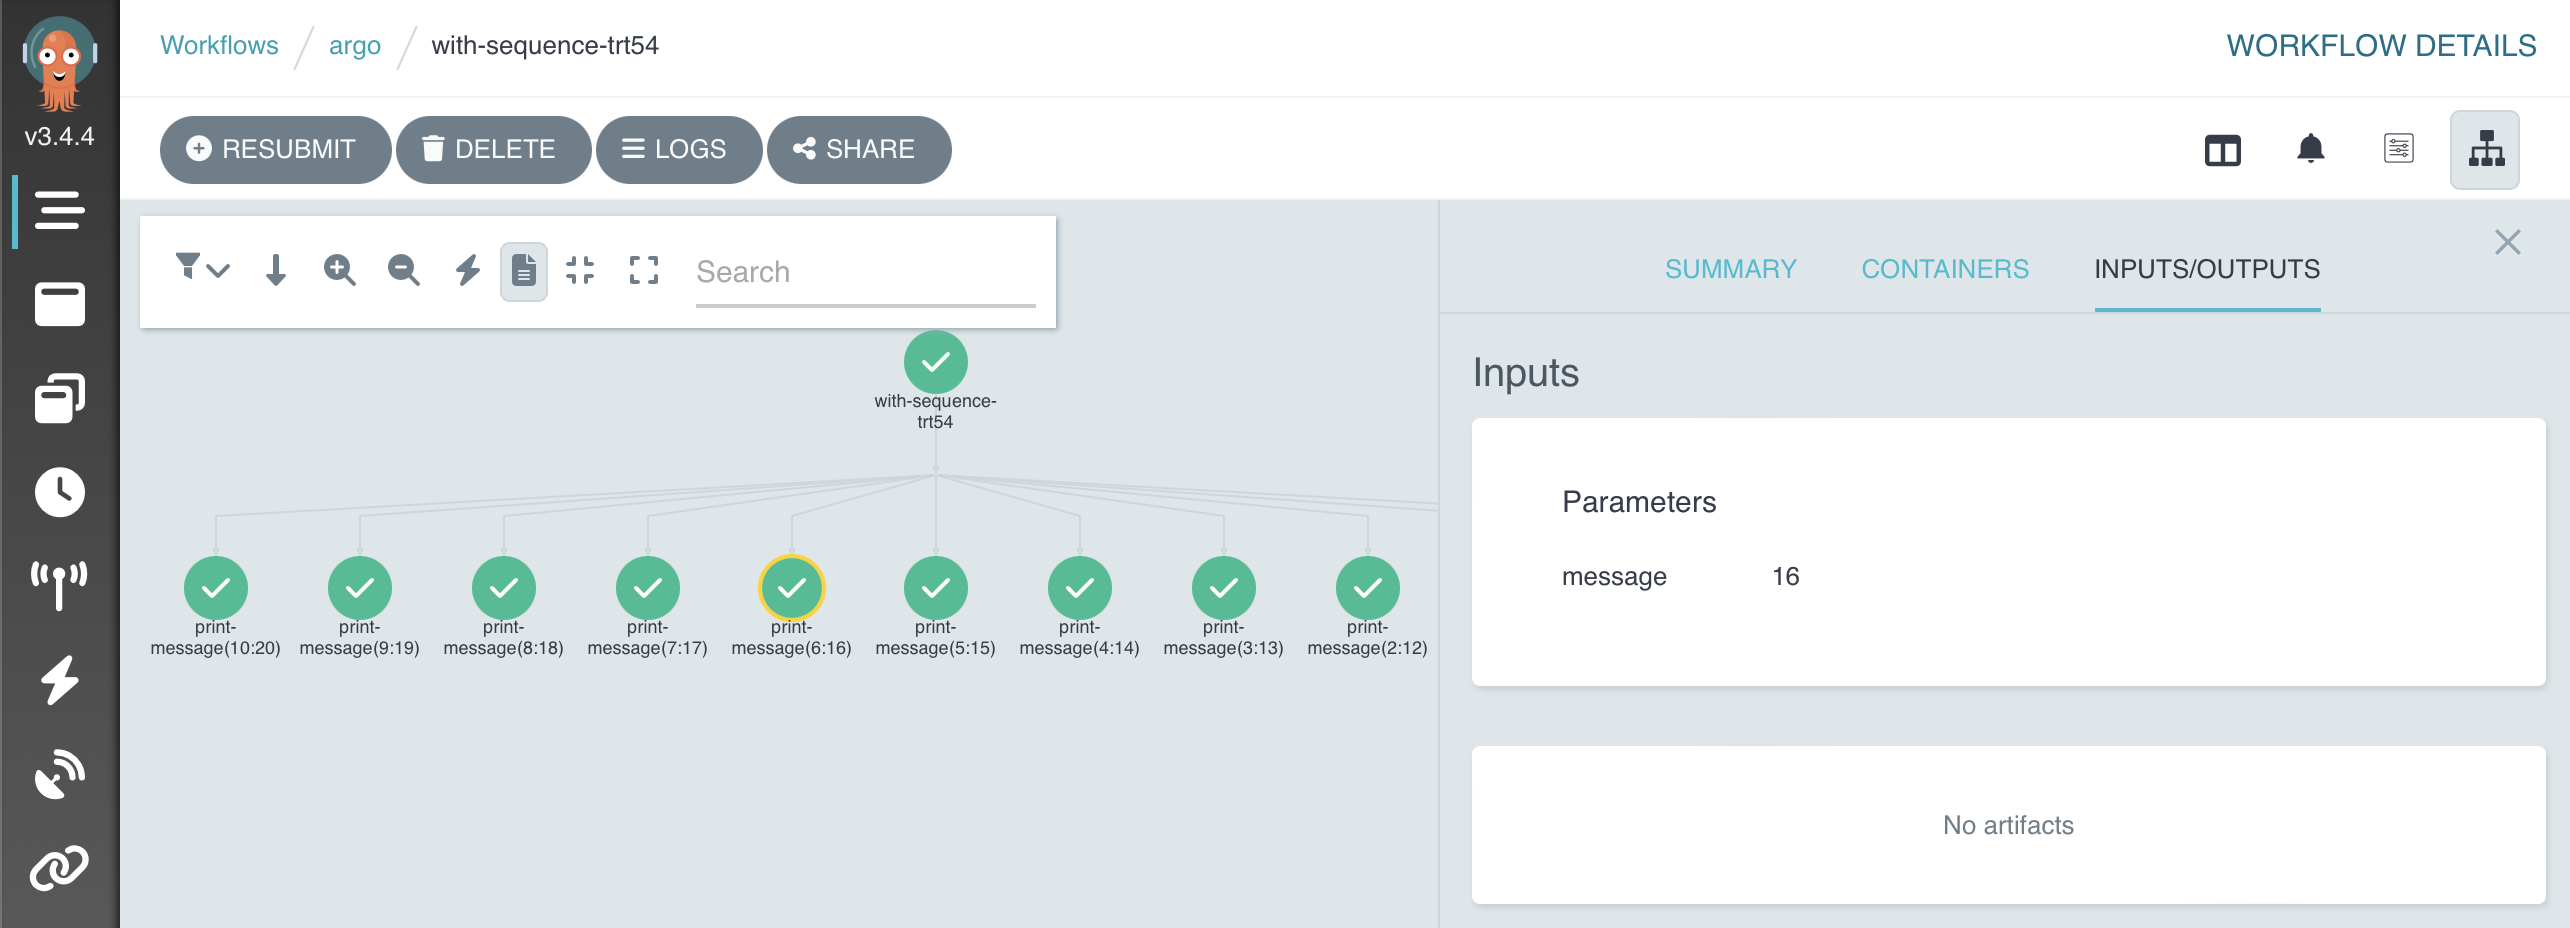 Workflows / argo / with-sequence-trt54
WORKFLOW DETAILS
v3.4.4
RESUBMIT
DELETE
LOGS
SHARE
Search
with-sequence-
trt54
print-
message(10:20)
print-
message(9:19)
print-
message(8:18)
print-
message(7:17)
print-
message(6:16)
print-
message(5:15)
print-
message(4:14)
print-
message(3:13)
print-
message(2:12)
SUMMARY
CONTAINERS
INPUTS/OUTPUTS
Inputs
Parameters
message 16
No artifacts